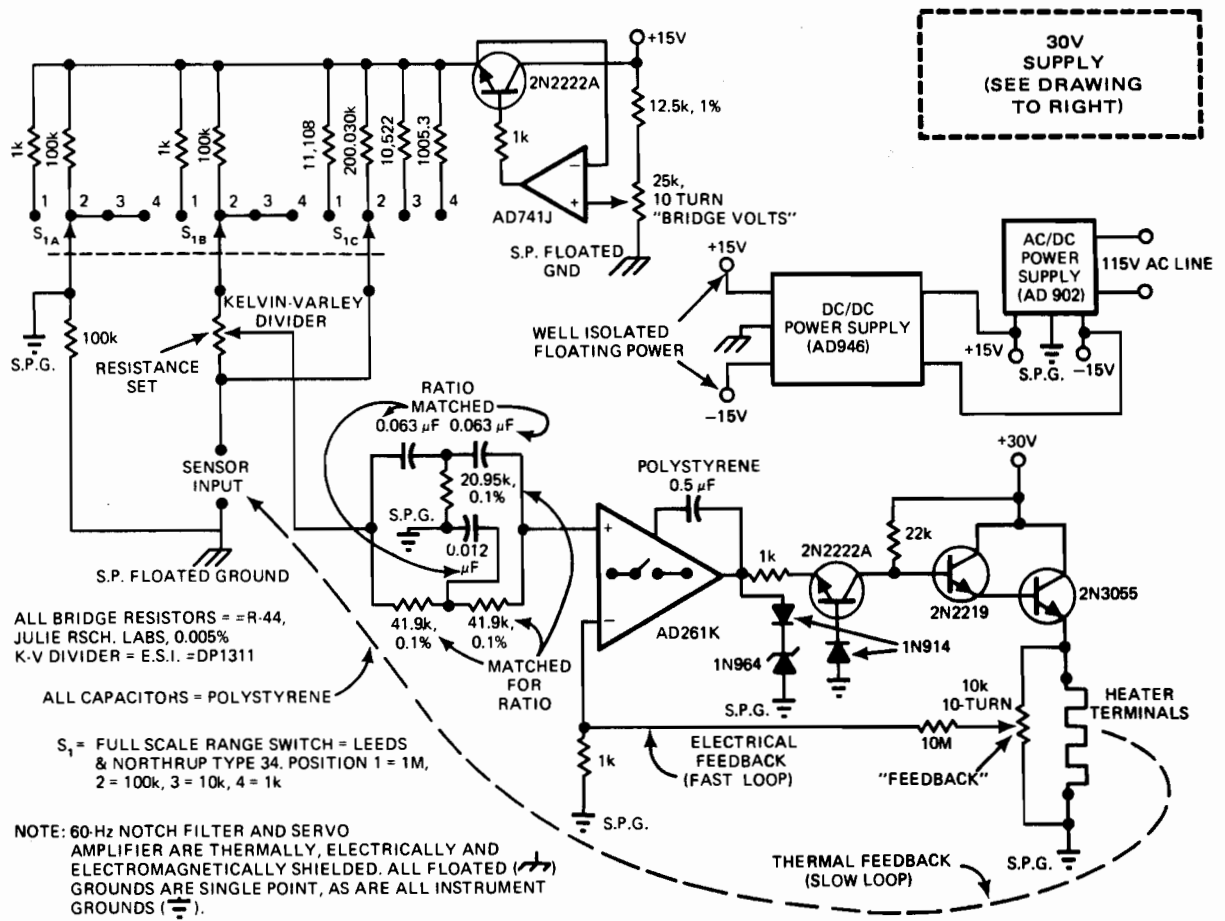 +15V
30V
SUPPLY
(SEE DRAWING
TO RIGHT)
2N2222A
12.5k, 1%
1k
100k
1k
100k
11,108
200.030k
10,522
1005.3
1k
25k,
10 TURN
"BRIDGE VOLTS"
AD741J
−
+
1 2 3 4
1 2 3 4
1 2 3 4
S1A
S1B
S1C
S.P. FLOATED
GND
+15V
AC/DC
POWER
SUPPLY
(AD 902)
115V AC LINE
DC/DC
POWER SUPPLY
(AD946)
WELL ISOLATED
FLOATING POWER
+15V
S.P.G.
−15V
−15V
KELVIN-VARLEY
DIVIDER
100k
S.P.G.
RESISTANCE
SET
RATIO
MATCHED
0.063 µF 0.063 µF
+30V
SENSOR
INPUT
20.95k,
0.1%
S.P.G.
0.012
µF
POLYSTYRENE
0.5 µF
+
−
AD261K
1k
2N2222A
22k
2N2219
2N3055
S.P. FLOATED GROUND
41.9k,
0.1%
41.9k,
0.1%
1N964
1N914
MATCHED
FOR
RATIO
S.P.G.
ALL BRIDGE RESISTORS = =R-44,
JULIE RSCH. LABS, 0.005%
K-V DIVIDER = E.S.I. =DP1311
ALL CAPACITORS = POLYSTYRENE
10k
10-TURN
HEATER
TERMINALS
10M
"FEEDBACK"
ELECTRICAL
FEEDBACK
(FAST LOOP)
1k
S.P.G.
S1 = FULL SCALE RANGE SWITCH = LEEDS
& NORTHRUP TYPE 34. POSITION 1 = 1M,
2 = 100k, 3 = 10k, 4 = 1k
NOTE: 60-Hz NOTCH FILTER AND SERVO
AMPLIFIER ARE THERMALLY, ELECTRICALLY AND
ELECTROMAGNETICALLY SHIELDED. ALL FLOATED ( )
GROUNDS ARE SINGLE POINT, AS ARE ALL INSTRUMENT
GROUNDS ( ).
THERMAL FEEDBACK
(SLOW LOOP)
S.P.G.